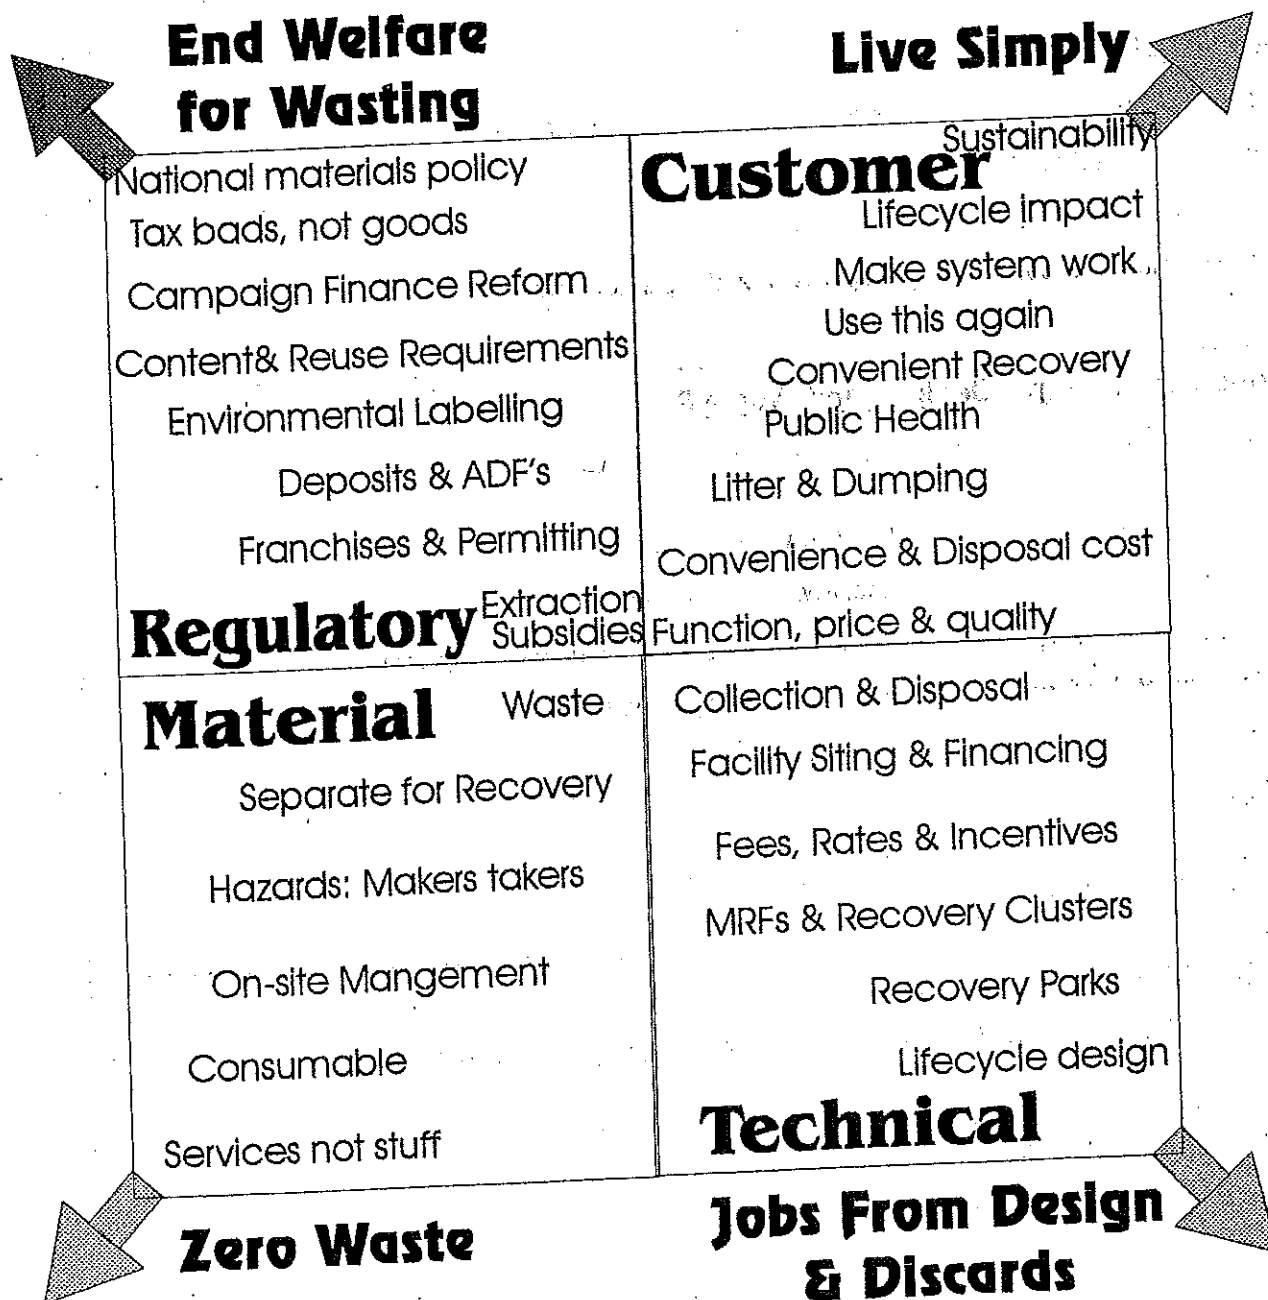 End Welfare
for Wasting
Live Simply
National materials policy
Tax bads, not goods
Campaign Finance Reform
Content& Reuse Requirements
Environmental Labelling
Deposits & ADF's
Franchises & Permitting
Regulatory
Extraction
Subsidies
Sustainability
Customer
Lifecycle impact
Make system work
Use this again
Convenient Recovery
Public Health
Litter & Dumping
Convenience & Disposal cost
Function, price & quality
Material
Waste
Separate for Recovery
Hazards: Makers takers
On-site Mangement
Consumable
Services not stuff
Collection & Disposal
Facility Siting & Financing
Fees, Rates & Incentives
MRFs & Recovery Clusters
Recovery Parks
Lifecycle design
Technical
Zero Waste
Jobs From Design
& Discards